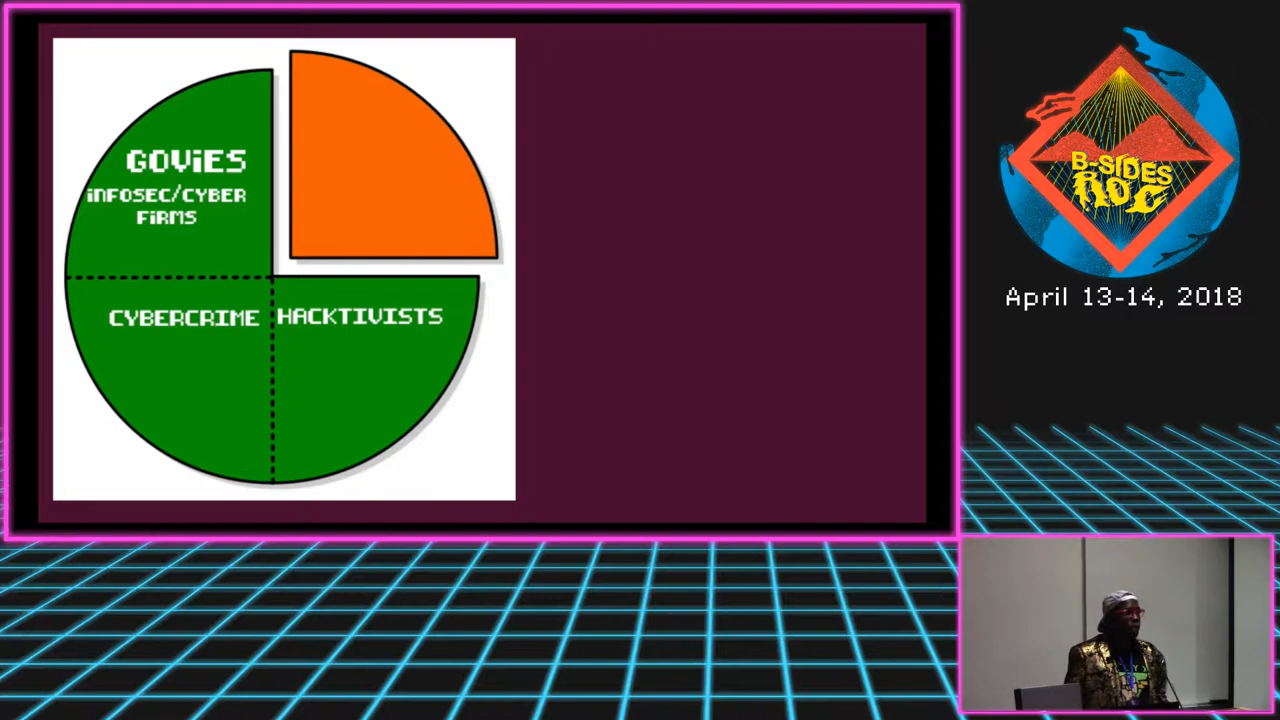 GOViES
iNFOSEC/CYBER
FiRMS
CYBERCRIME
HACKTIVISTS
B-SIDES
ROC
April 13-14, 2018